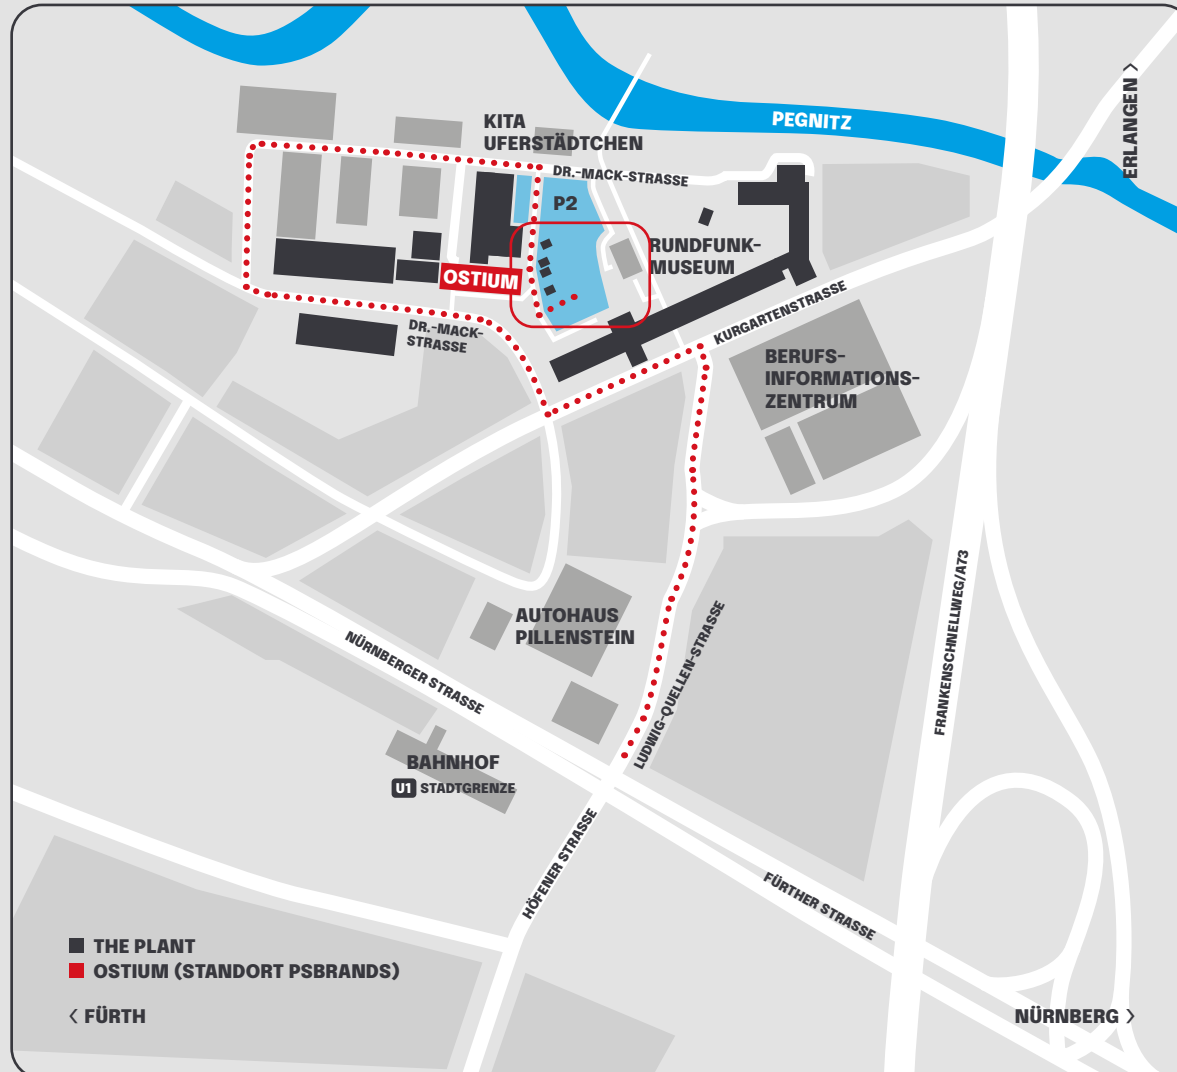 ERLANGEN >
PEGNITZ
KITA
UFERSTÄDTCHEN
DR.-MACK-STRASSE
P2
RUNDFUNK-
MUSEUM
OSTIUM
KURGARTENSTRASSE
DR.-MACK-
STRASSE
BERUFS-
INFORMATIONS-
ZENTRUM
FRANKENSCHNELLWEG/A73
AUTOHAUS
PILLENSTEIN
LUDWIG-QUELLEN-STRASSE
NÜRNBERGER STRASSE
BAHNHOF
U1 STADTGRENZE
HÖFENER STRASSE
FÜRTHER STRASSE
THE PLANT
OSTIUM (STANDORT PSBRANDS)
< FÜRTH
NÜRNBERG >